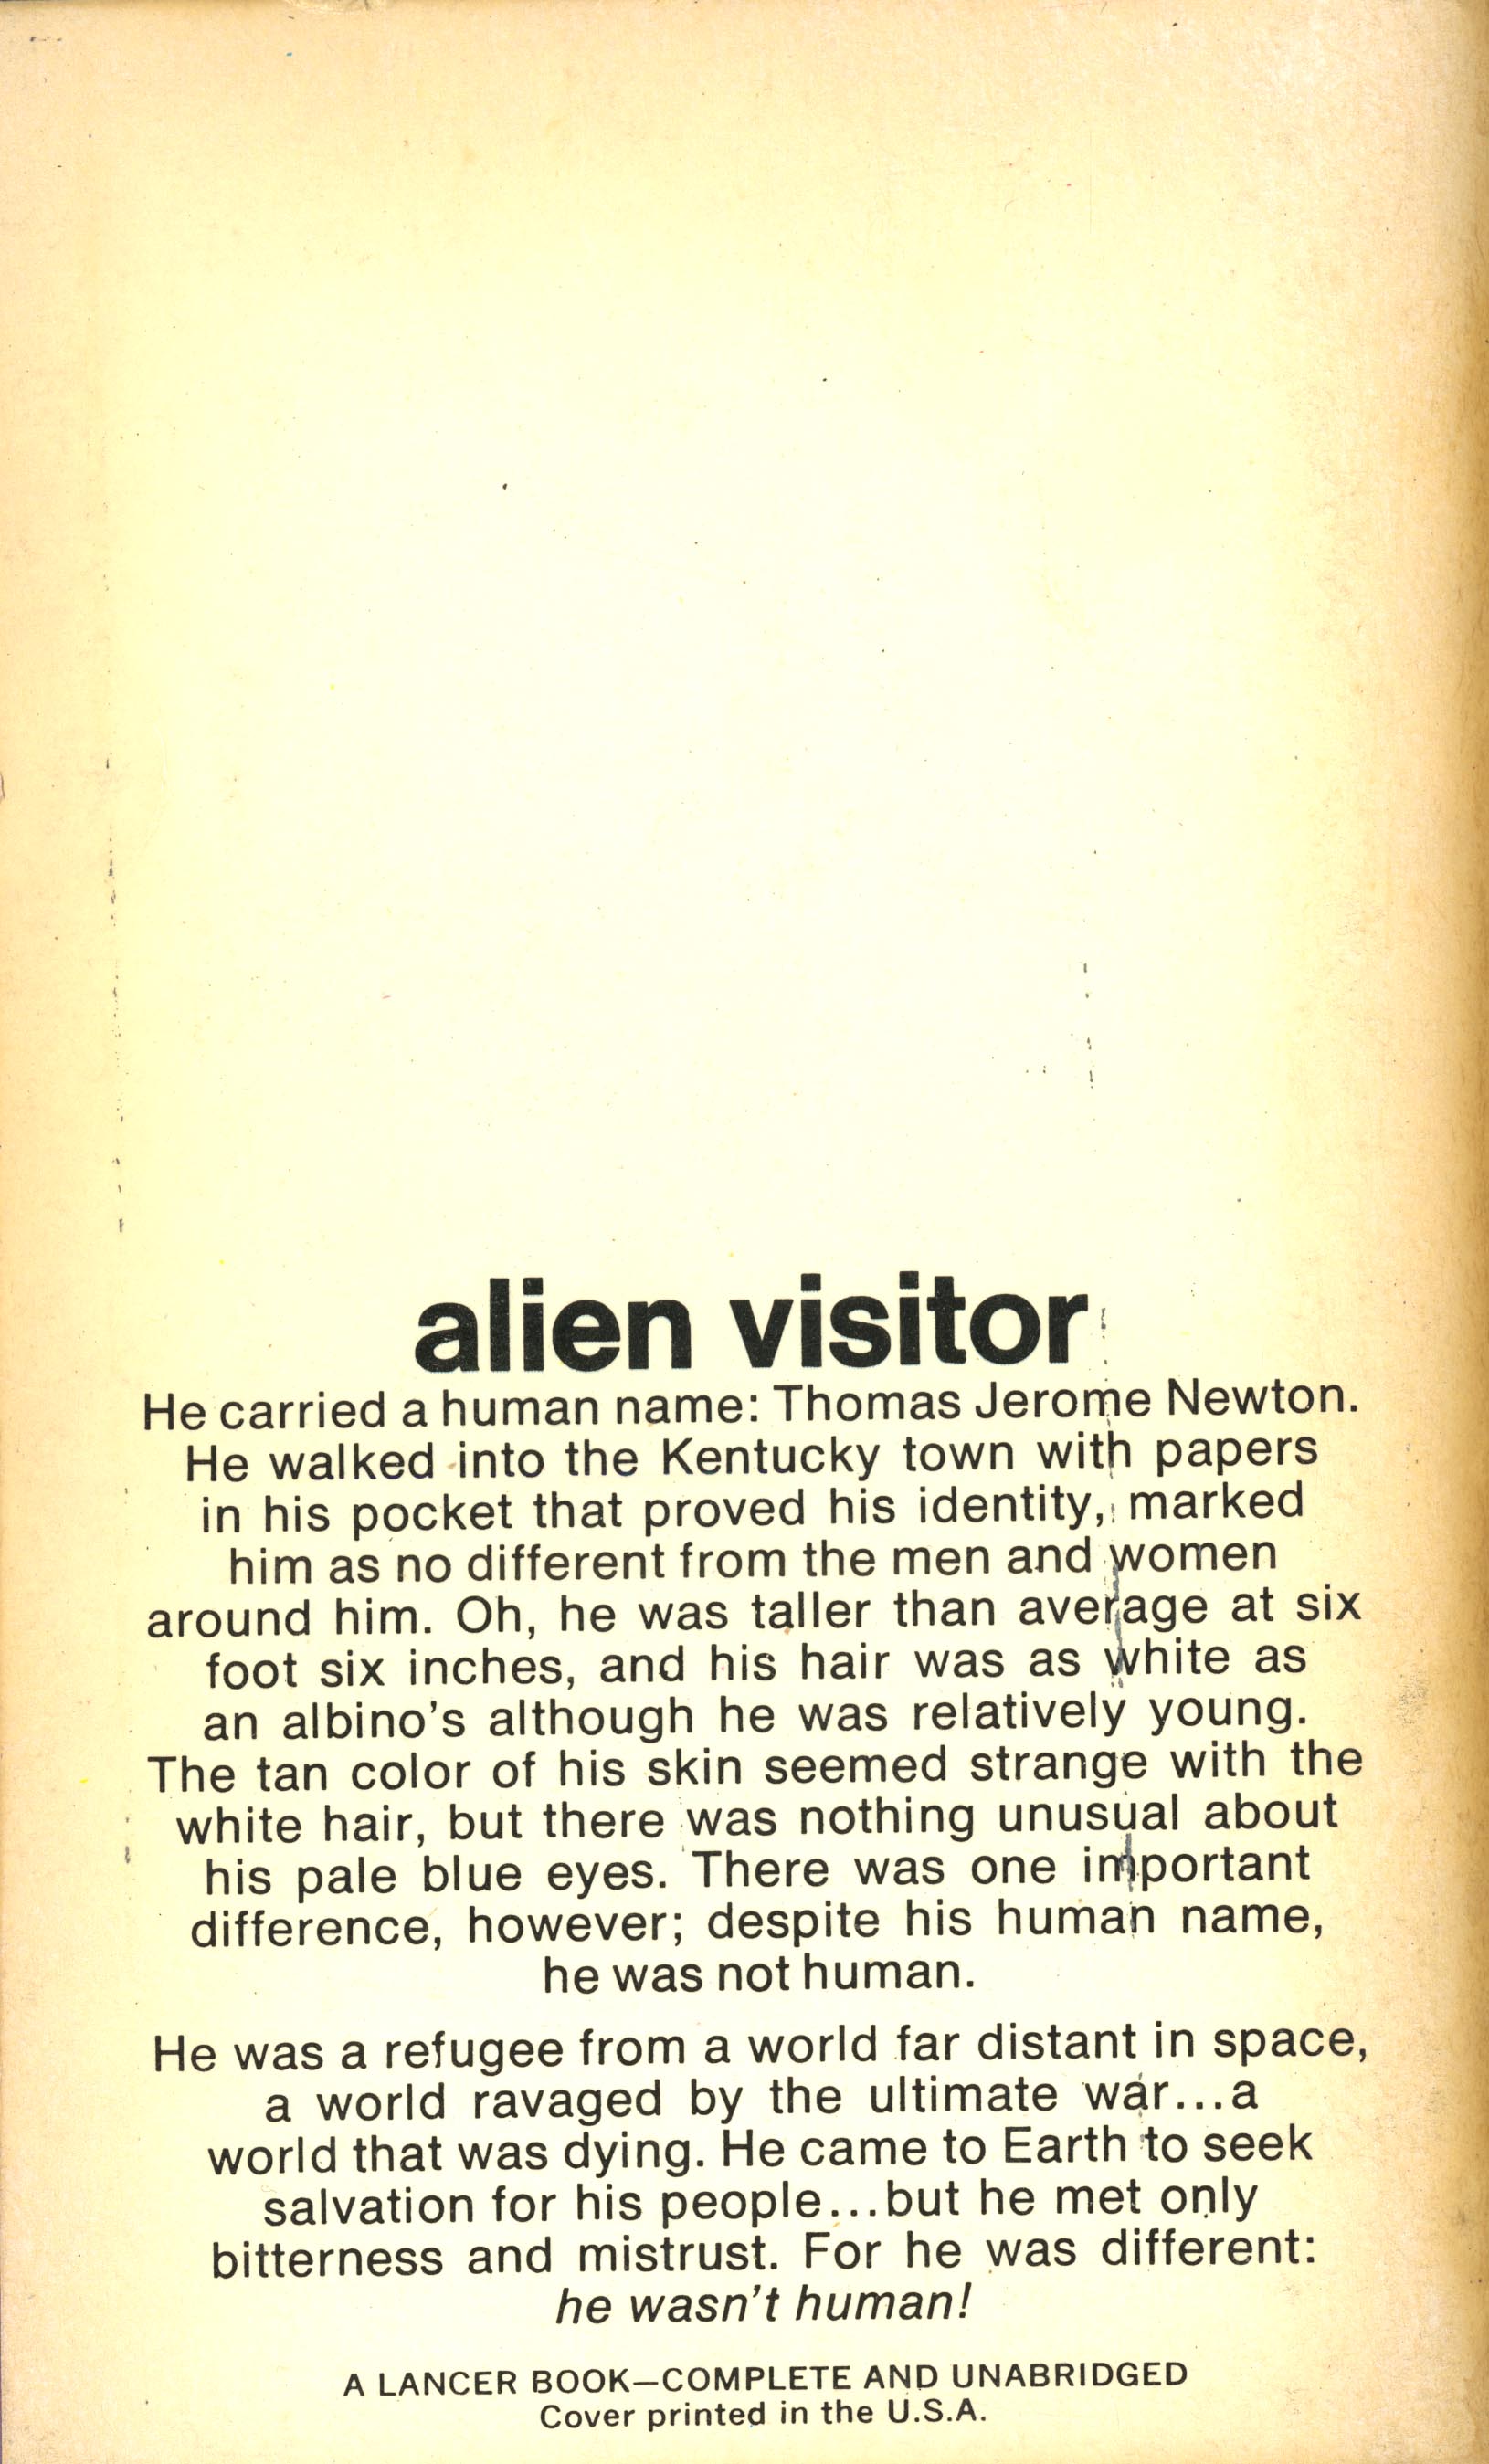 alien visitor
He carried a human name: Thomas Jerome Newton.
He walked into the Kentucky town with papers
in his pocket that proved his identity, marked
him as no different from the men and women
around him. Oh, he was taller than average at six
foot six inches, and his hair was as white as
an albino's although he was relatively young.
The tan color of his skin seemed strange with the
white hair, but there was nothing unusual about
his pale blue eyes. There was one important
difference, however; despite his human name,
he was not human.
He was a refugee from a world far distant in space,
a world ravaged by the ultimate war...a
world that was dying. He came to Earth to seek
salvation for his people...but he met only
bitterness and mistrust. For he was different:
he wasn't human!
A LANCER BOOK—COMPLETE AND UNABRIDGED
Cover printed in the U.S.A.